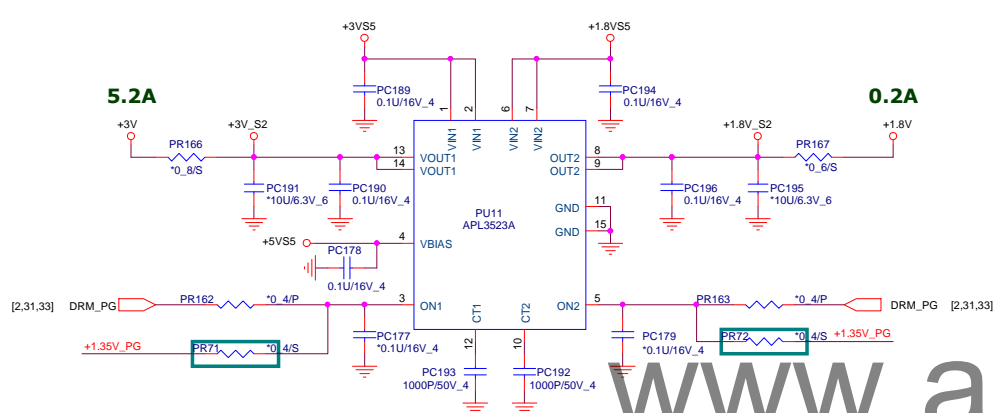 +3VS5
+1.8VS5
PC189
0.1U/16V_4
PC194
0.1U/16V_4
5.2A
0.2A
1
2
6
7
+3V
+3V_S2
+1.8V_S2
+1.8V
VIN1
VIN1
VIN2
VIN2
PR166
*0_8/S
PR167
*0_6/S
13
VOUT1
14
VOUT1
8
OUT2
9
OUT2
PC191
*10U/6.3V_6
PC190
0.1U/16V_4
PC196
0.1U/16V_4
PC195
*10U/6.3V_6
PU11
APL3523A
11
GND
15
GND
+5VS5
4
VBIAS
PC178
0.1U/16V_4
[2,31,33]
DRM_PG
PR162
*0_4/P
3
ON1
5
ON2
PR163
*0_4/P
DRM_PG
[2,31,33]
CT1
CT2
PC177
*0.1U/16V_4
PC179
*0.1U/16V_4
+1.35V_PG
PR71
*0_4/S
PR72
*0_4/S
+1.35V_PG
12
10
PC193
1000P/50V_4
PC192
1000P/50V_4
www.a